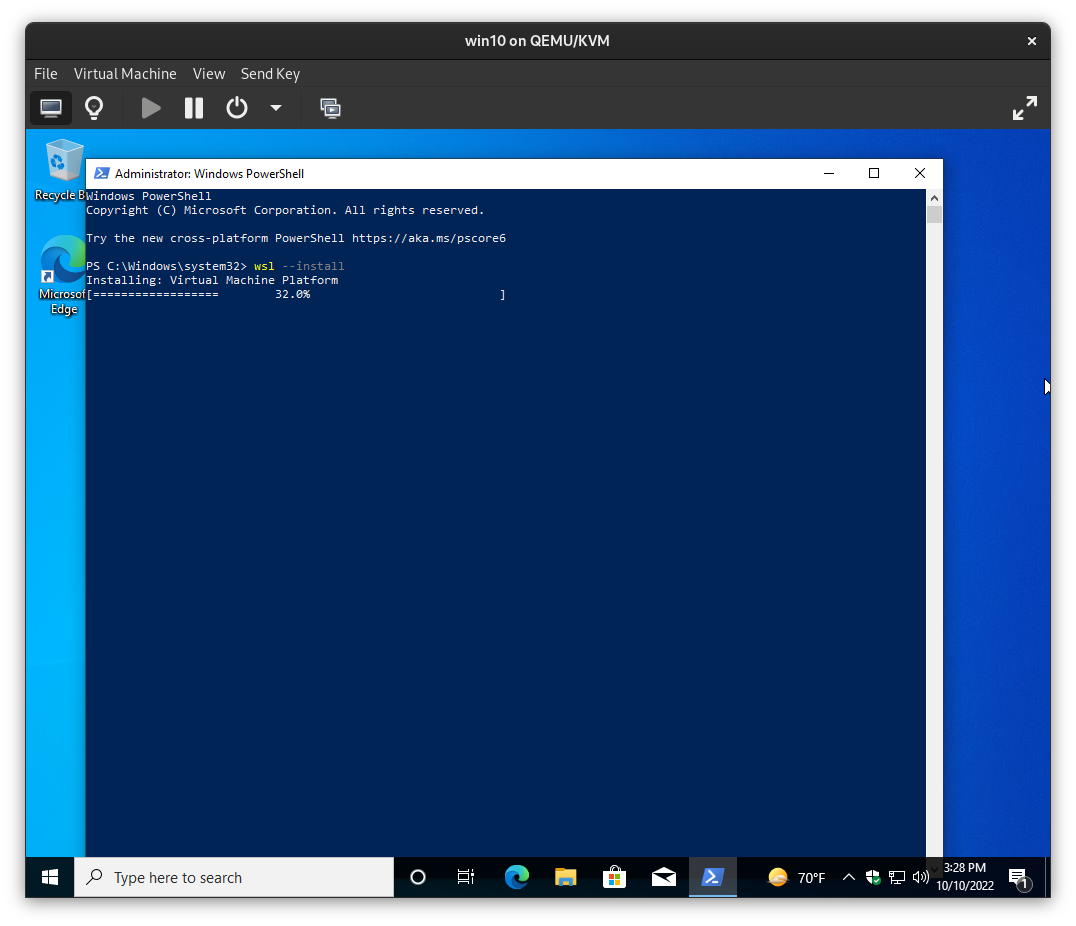 win10 on QEMU/KVM
File Virtual Machine View Send Key
Recycle B
Administrator: Windows PowerShell
Windows PowerShell
Copyright (C) Microsoft Corporation. All rights reserved.
Try the new cross-platform PowerShell https://aka.ms/pscore6
PS C:\Windows\system32> wsl --install
Installing: Virtual Machine Platform
[================== 32.0% ]
Microsof
Edge
Type here to search
70°F
3:28 PM
10/10/2022
1